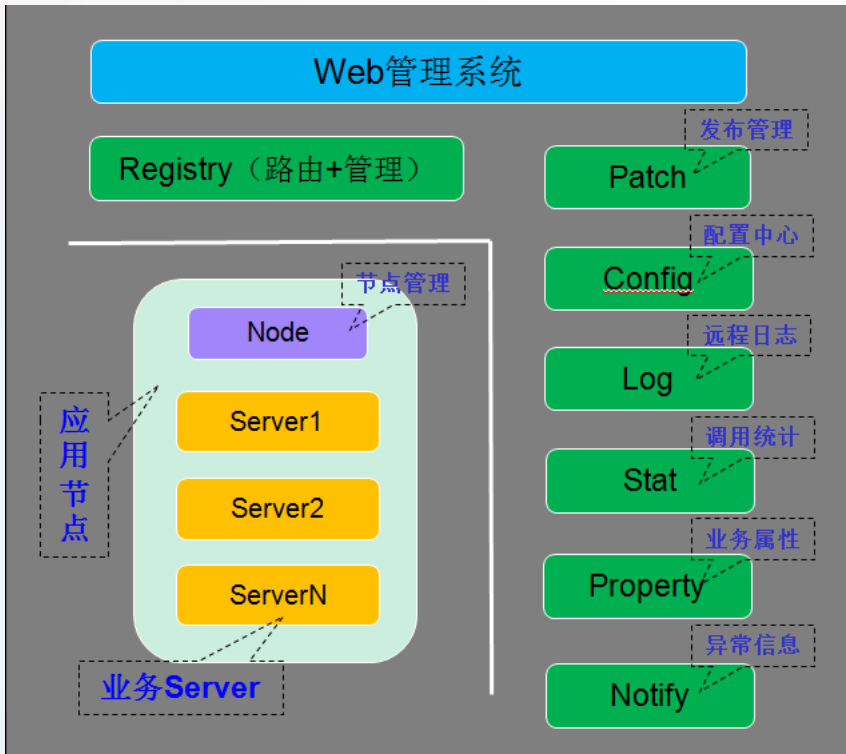 Web管理系统
Registry（路由+管理）
节点管理
Node
应用节点
Server1
Server2
ServerN
业务Server
发布管理
Patch
配置中心
Config
远程日志
Log
调用统计
Stat
业务属性
Property
异常信息
Notify